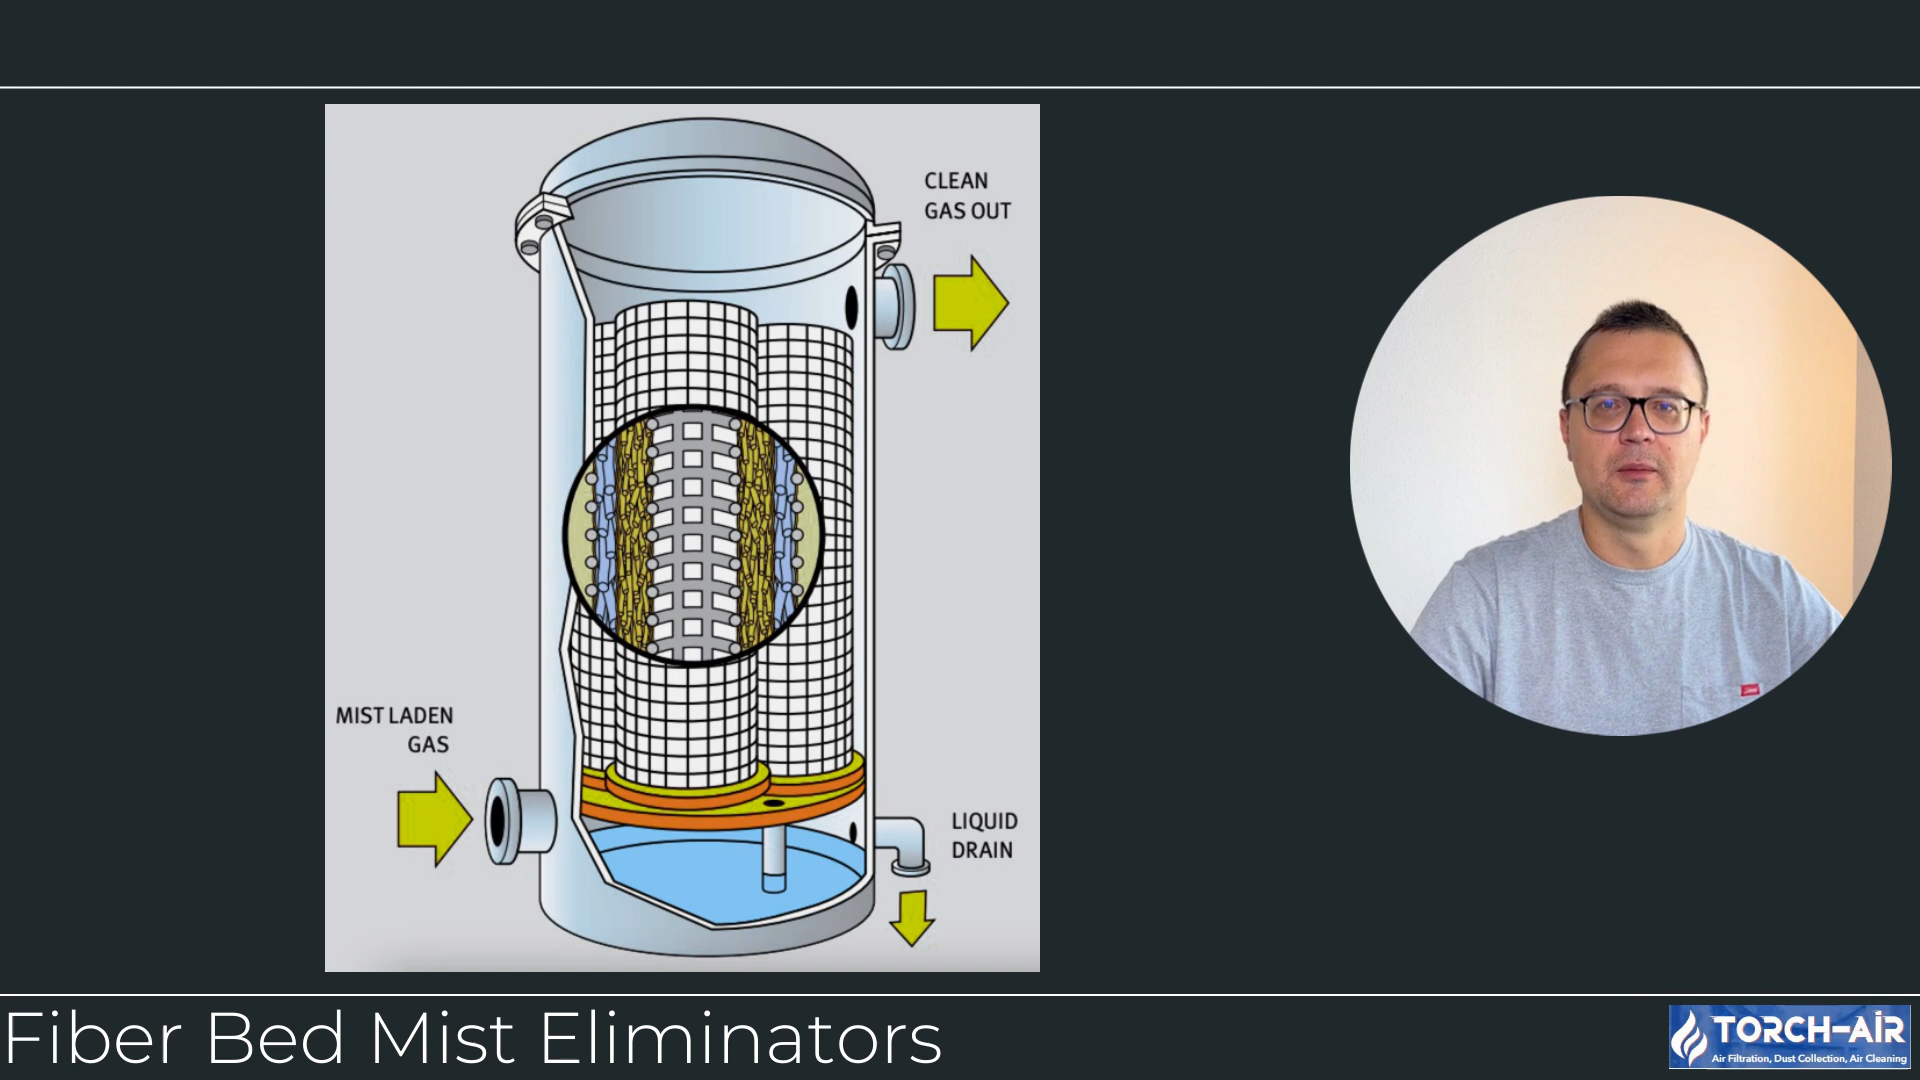 CLEAN
GAS OUT
MIST LADEN
GAS
LIQUID
DRAIN
Fiber Bed Mist Eliminators
TORCH-AIR
Air Filtration, Dust Collection, Air Cleaning